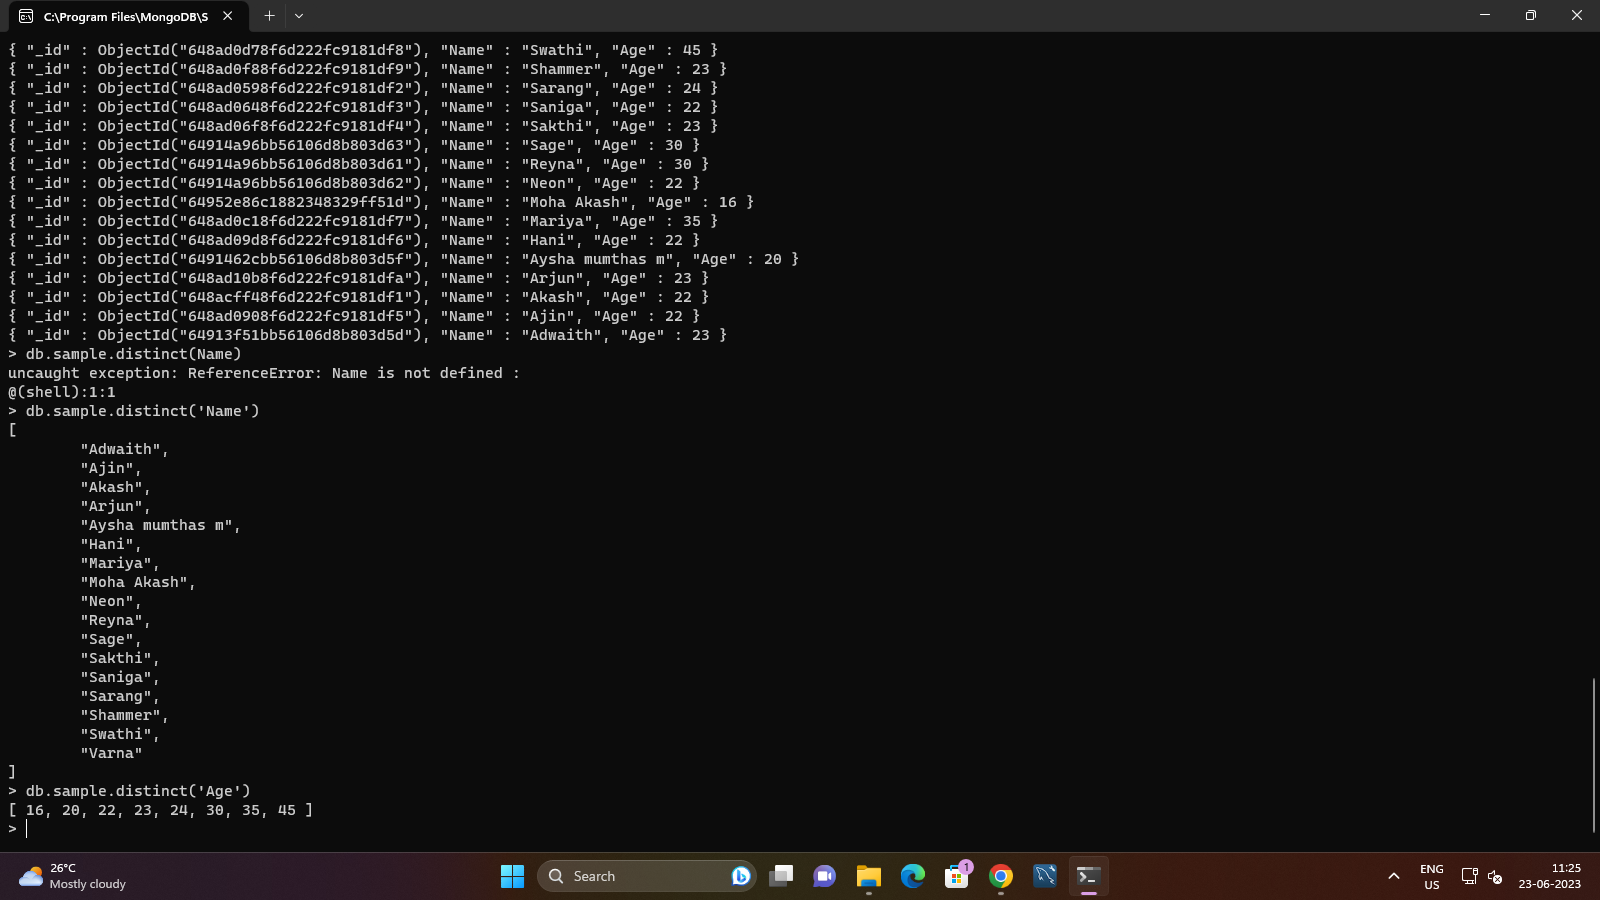 C:\Program Files\MongoDB\S
{ "_id" : ObjectId("648ad0d78f6d222fc9181df8"), "Name" : "Swathi", "Age" : 45 }
{ "_id" : ObjectId("648ad0f88f6d222fc9181df9"), "Name" : "Shammer", "Age" : 23 }
{ "_id" : ObjectId("648ad0598f6d222fc9181df2"), "Name" : "Sarang", "Age" : 24 }
{ "_id" : ObjectId("648ad0648f6d222fc9181df3"), "Name" : "Saniga", "Age" : 22 }
{ "_id" : ObjectId("648ad06f8f6d222fc9181df4"), "Name" : "Sakthi", "Age" : 23 }
{ "_id" : ObjectId("64914a96bb56106d8b803d63"), "Name" : "Sage", "Age" : 30 }
{ "_id" : ObjectId("64914a96bb56106d8b803d61"), "Name" : "Reyna", "Age" : 30 }
{ "_id" : ObjectId("64914a96bb56106d8b803d62"), "Name" : "Neon", "Age" : 22 }
{ "_id" : ObjectId("64952e86c1882348329ff51d"), "Name" : "Moha Akash", "Age" : 16 }
{ "_id" : ObjectId("648ad0c18f6d222fc9181df7"), "Name" : "Mariya", "Age" : 35 }
{ "_id" : ObjectId("648ad09d8f6d222fc9181df6"), "Name" : "Hani", "Age" : 22 }
{ "_id" : ObjectId("6491462cbb56106d8b803d5f"), "Name" : "Aysha mumthas m", "Age" : 20 }
{ "_id" : ObjectId("648ad10b8f6d222fc9181dfa"), "Name" : "Arjun", "Age" : 23 }
{ "_id" : ObjectId("648acff48f6d222fc9181df1"), "Name" : "Akash", "Age" : 22 }
{ "_id" : ObjectId("648ad0908f6d222fc9181df5"), "Name" : "Ajin", "Age" : 22 }
{ "_id" : ObjectId("64913f51bb56106d8b803d5d"), "Name" : "Adwaith", "Age" : 23 }
> db.sample.distinct(Name)
uncaught exception: ReferenceError: Name is not defined :
@(shell):1:1
> db.sample.distinct('Name')
[
"Adwaith",
"Ajin",
"Akash",
"Arjun",
"Aysha mumthas m",
"Hani",
"Mariya",
"Moha Akash",
"Neon",
"Reyna",
"Sage",
"Sakthi",
"Saniga",
"Sarang",
"Shammer",
"Swathi",
"Varna"
]
> db.sample.distinct('Age')
[ 16, 20, 22, 23, 24, 30, 35, 45 ]
>
26°C
Mostly cloudy
Search
1
ENG
US
11:25
23-06-2023